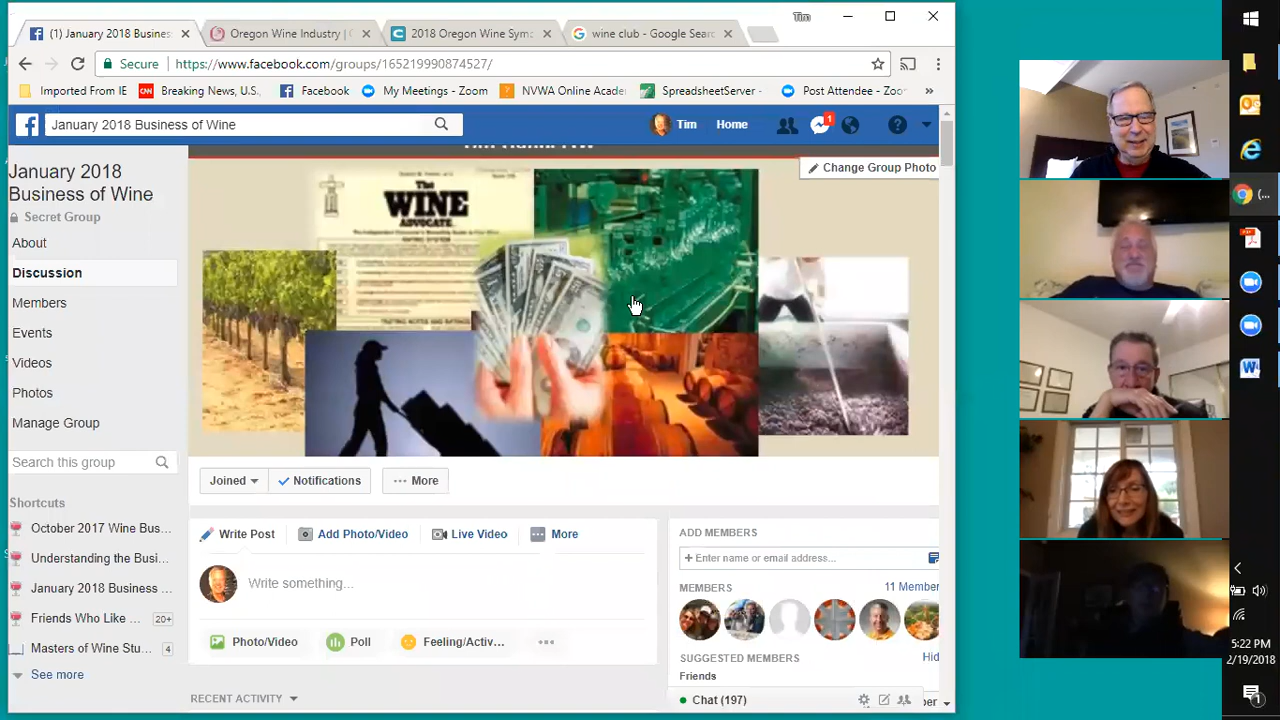 Tim
(1) January 2018 Busines
Oregon Wine Industry | C
2018 Oregon Wine Symp
wine club - Google Searc
Secure
https://www.facebook.com/groups/165219990874527/
Imported From IE
Breaking News, U.S.,
Facebook
My Meetings - Zoom
NVWA Online Acade
SpreadsheetServer -
Post Attendee - Zoo
January 2018 Business of Wine
Tim
Home
1
January 2018
Business of Wine
Secret Group
About
Discussion
Members
Events
Videos
Photos
Manage Group
Search this group
Shortcuts
October 2017 Wine Bus...
Understanding the Busi...
January 2018 Business ...
Friends Who Like ...
20+
Masters of Wine Stu...
4
See more
Change Group Photo
The
WINE
ADVOCATE
Joined
Notifications
More
Write Post
Add Photo/Video
Live Video
More
Write something...
Photo/Video
Poll
Feeling/Activ...
RECENT ACTIVITY
ADD MEMBERS
+ Enter name or email address...
MEMBERS
11 Member
SUGGESTED MEMBERS
Hid
Friends
Chat (197)
ber
5:22 PM
2/19/2018